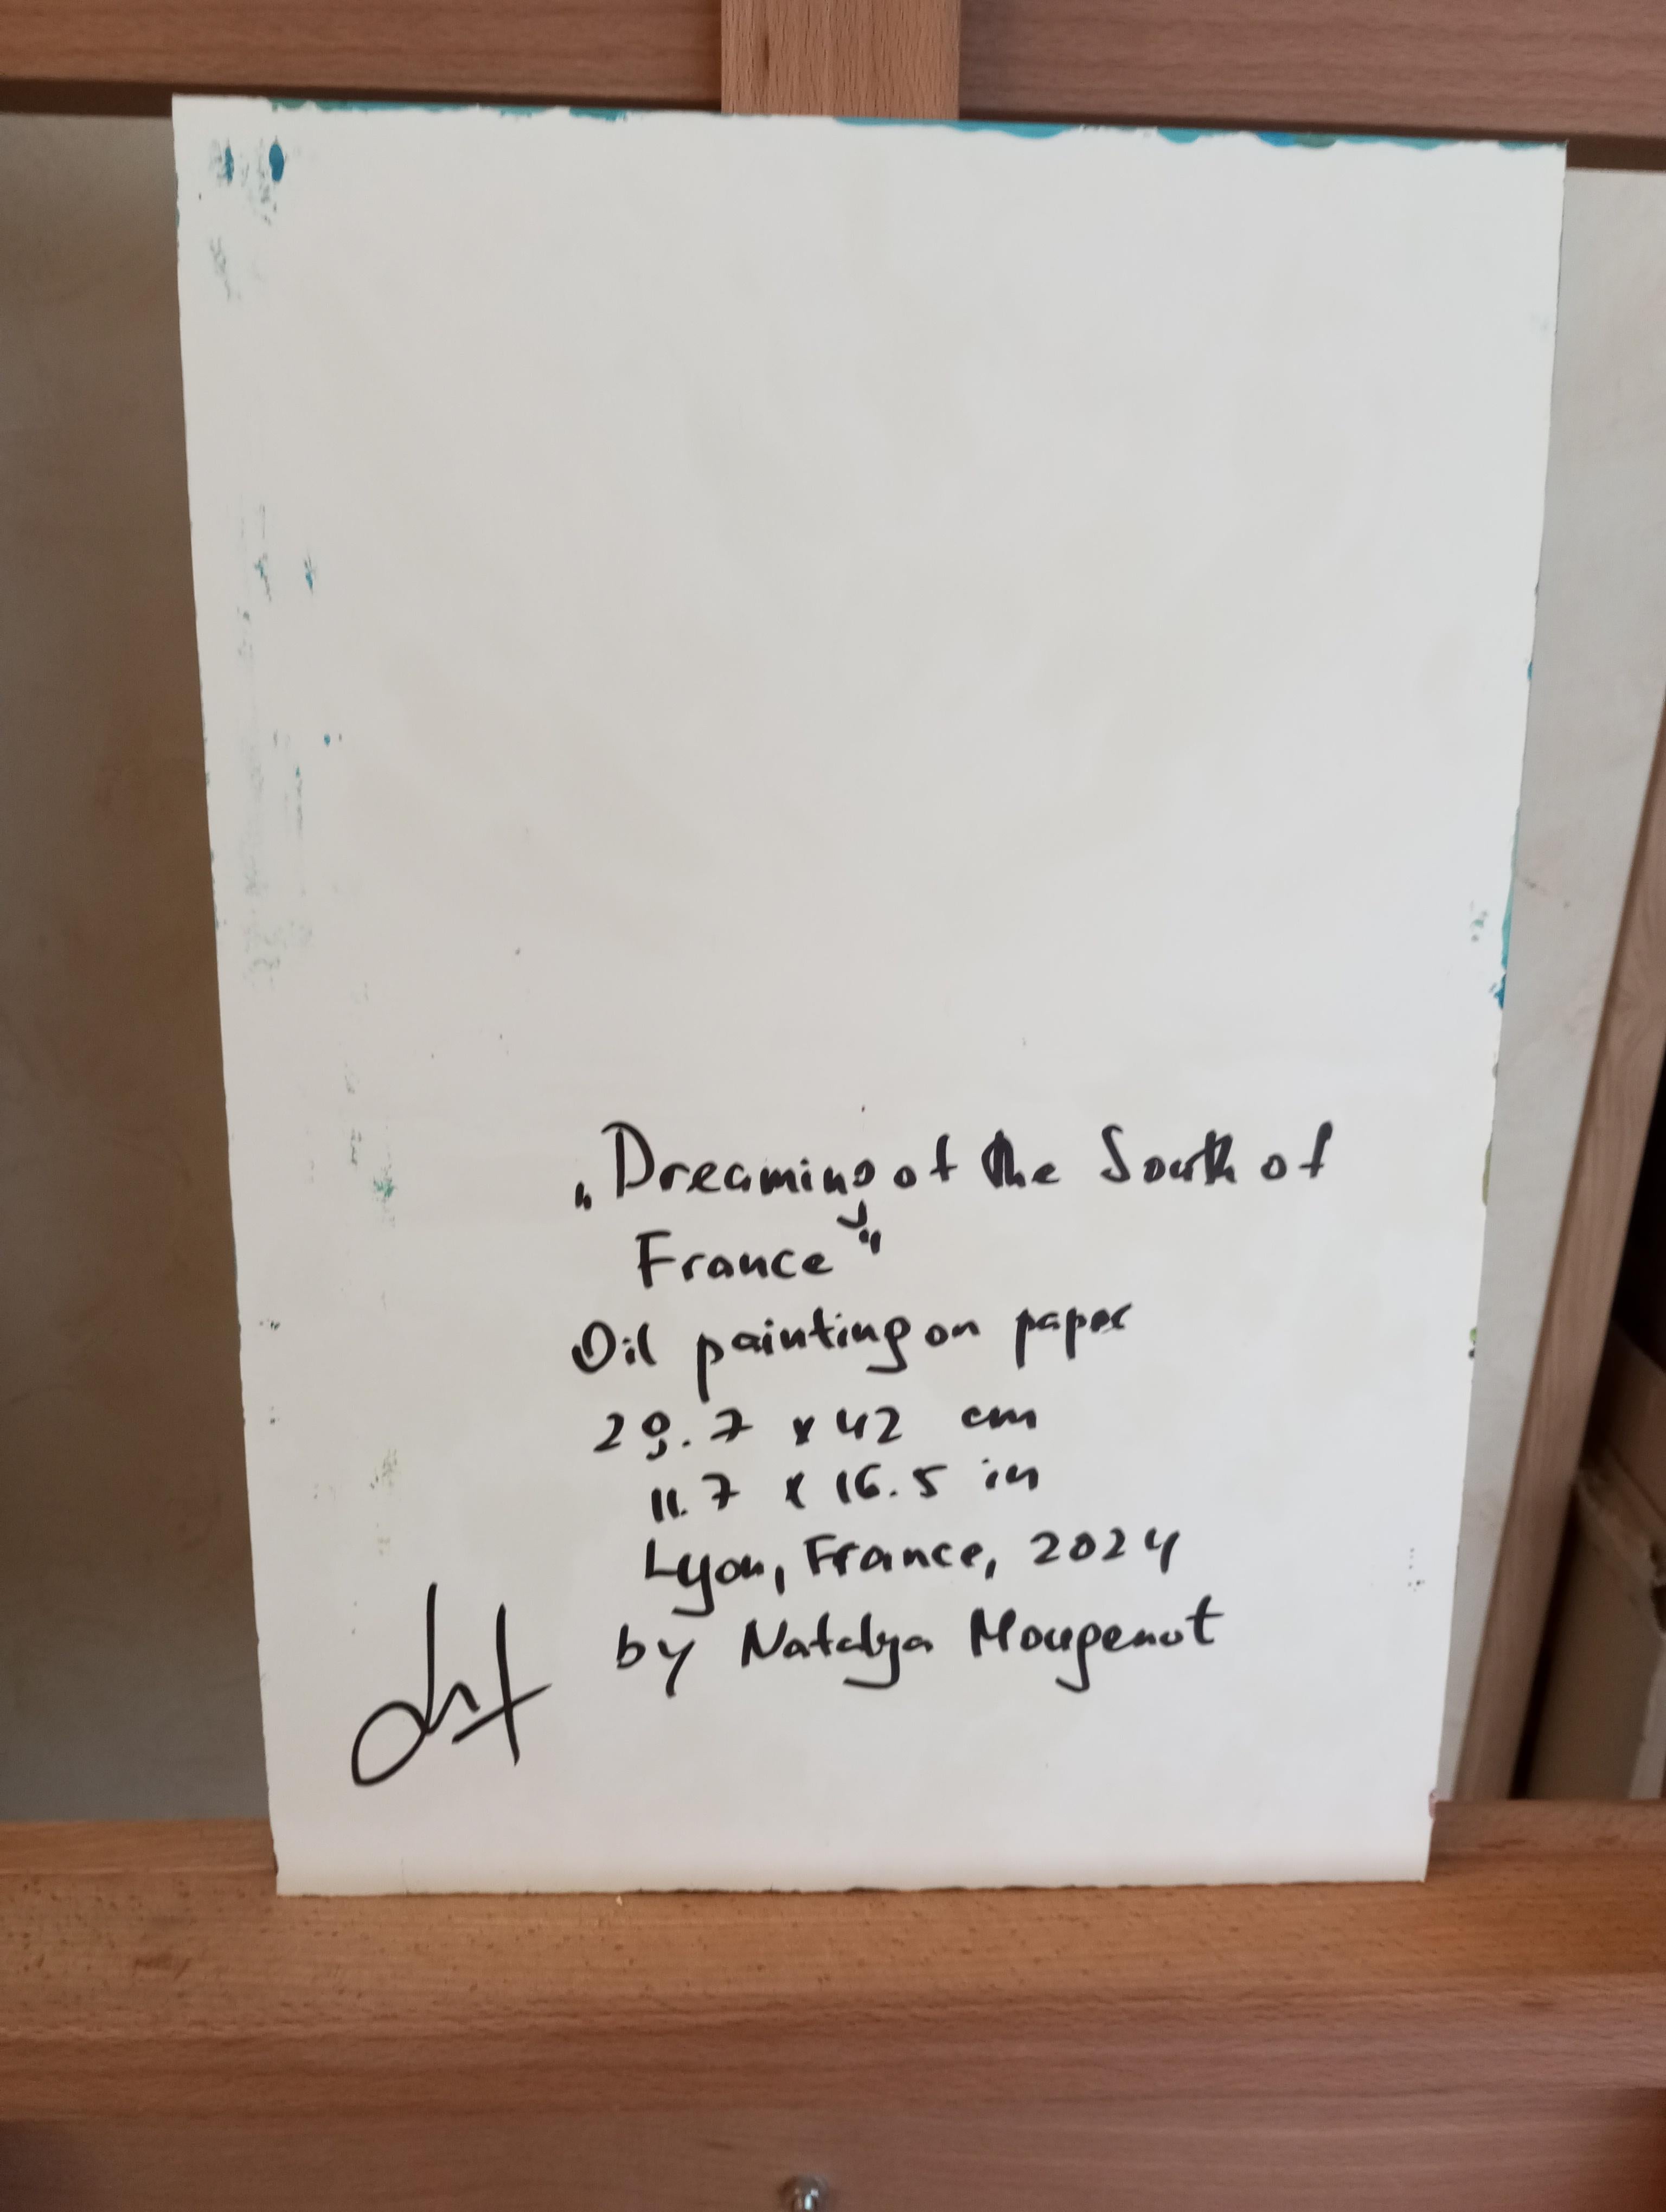 „Dreaming of the South of
France“
Oil painting on paper
29.7 x 42 cm
11.7 x 16.5 in
Lyon, France, 2024
by Natalya Mougenot